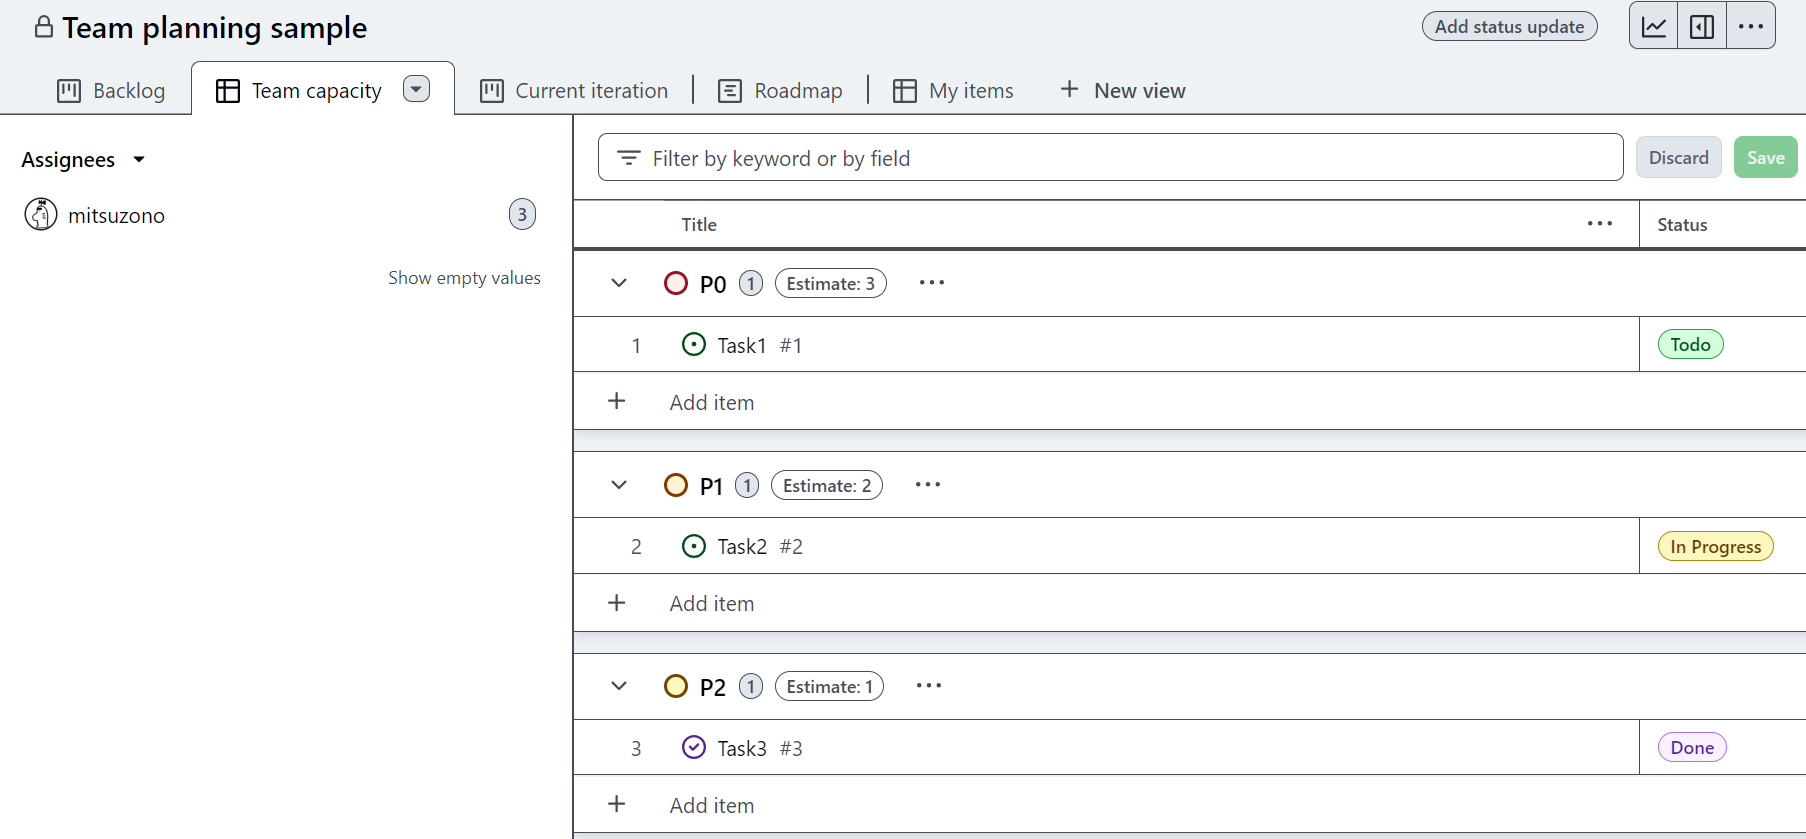 Team planning sample
Add status update
Backlog
Team capacity
Current iteration
Roadmap
My items
New view
Assignees
mitsuzono 3
Show empty values
Filter by keyword or by field
Discard
Save
Title
Status
P0 1 Estimate: 3
1 Task1 #1 Todo
Add item
P1 1 Estimate: 2
2 Task2 #2 In Progress
Add item
P2 1 Estimate: 1
3 Task3 #3 Done
Add item